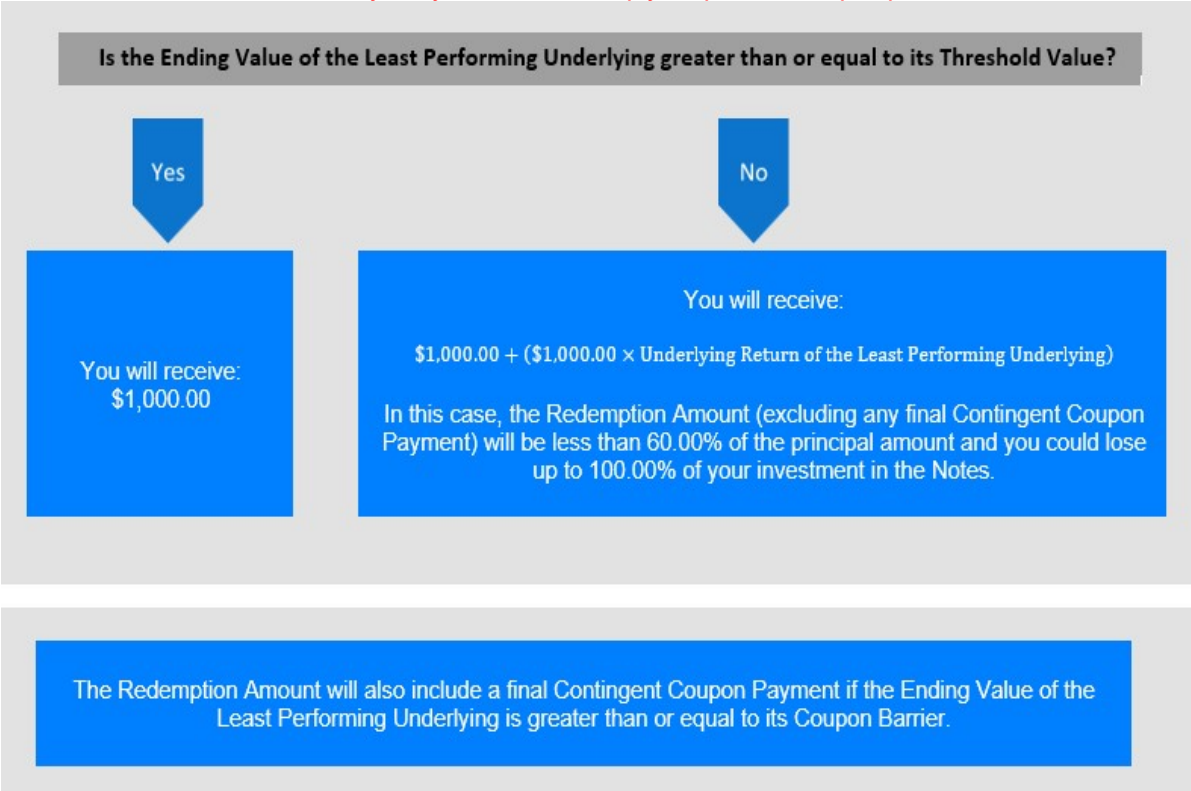 Is the Ending Value of the Least Performing Underlying greater than or equal to its Threshold Value?
Yes
No
You will receive:
$1,000.00
You will receive:
$1,000.00 + ($1,000.00 × Underlying Return of the Least Performing Underlying)
In this case, the Redemption Amount (excluding any final Contingent Coupon
Payment) will be less than 60.00% of the principal amount and you could lose
up to 100.00% of your investment in the Notes.
The Redemption Amount will also include a final Contingent Coupon Payment if the Ending Value of the
Least Performing Underlying is greater than or equal to its Coupon Barrier.